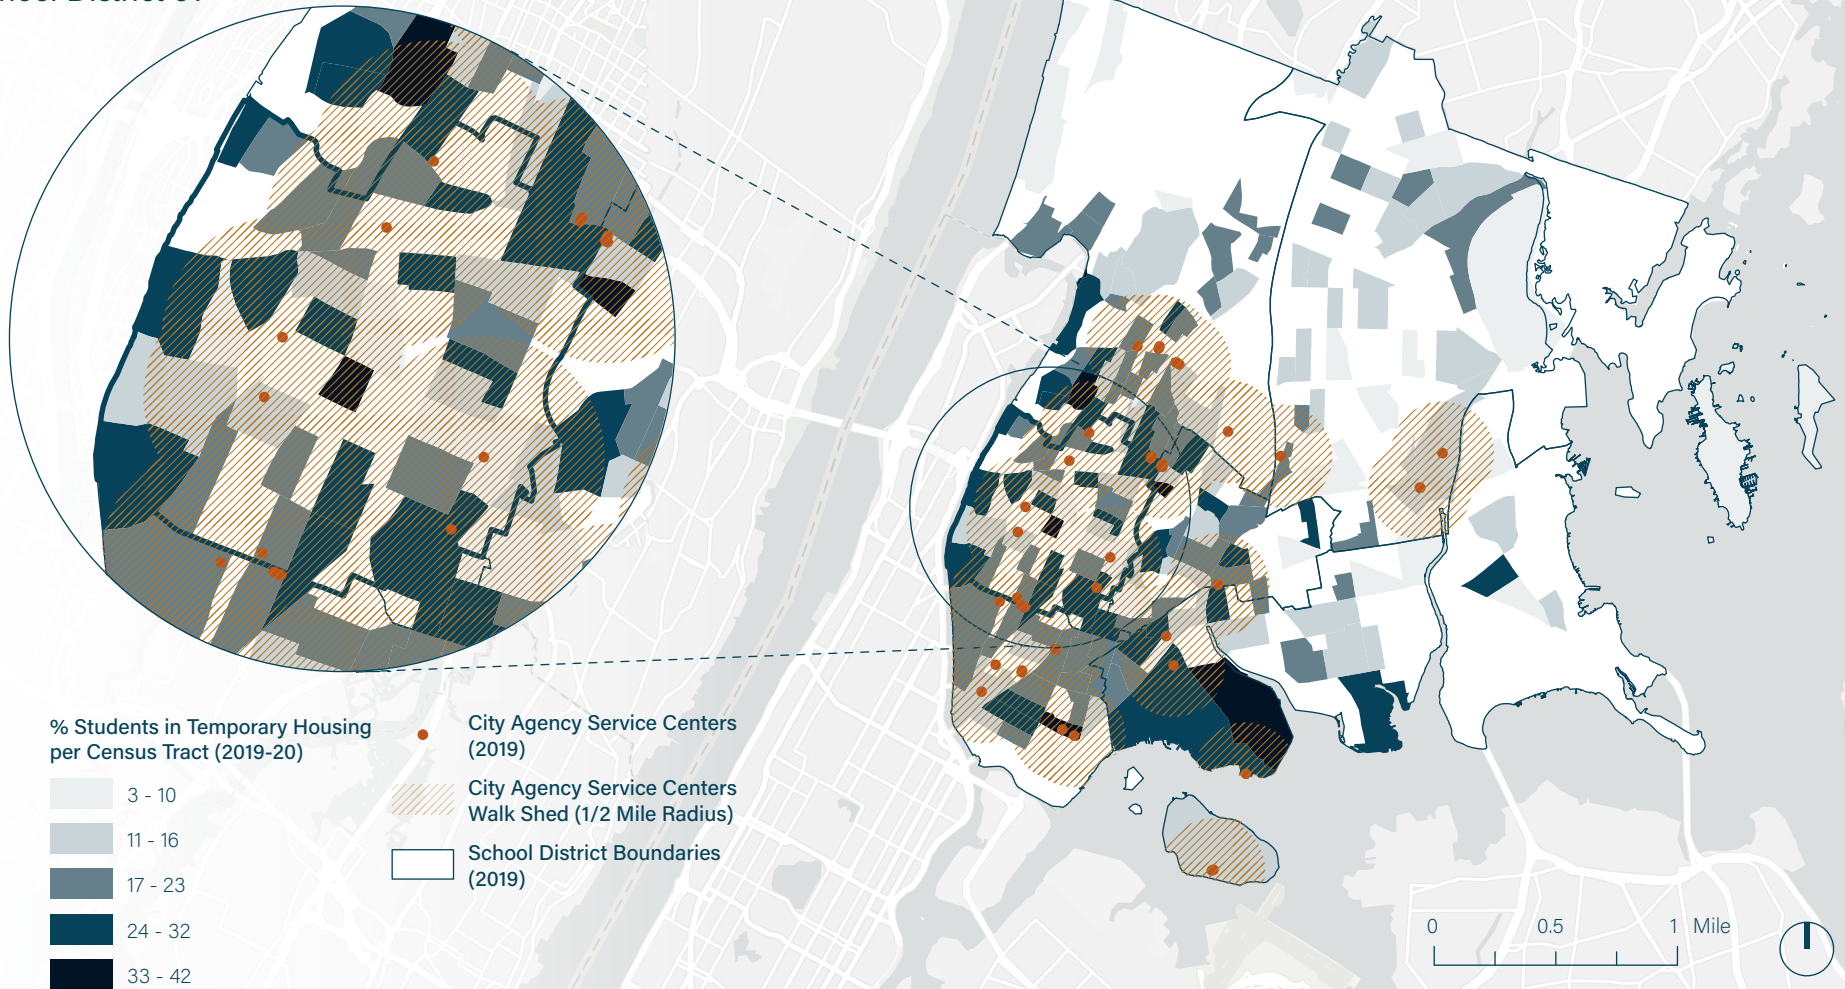 School District
% Students in Temporary Housing
per Census Tract (2019-20)
3 - 10
11 - 16
17 - 23
24 - 32
33 - 42
City Agency Service Centers
(2019)
City Agency Service Centers
Walk Shed (1/2 Mile Radius)
School District Boundaries
(2019)
0 0.5 1 Mile